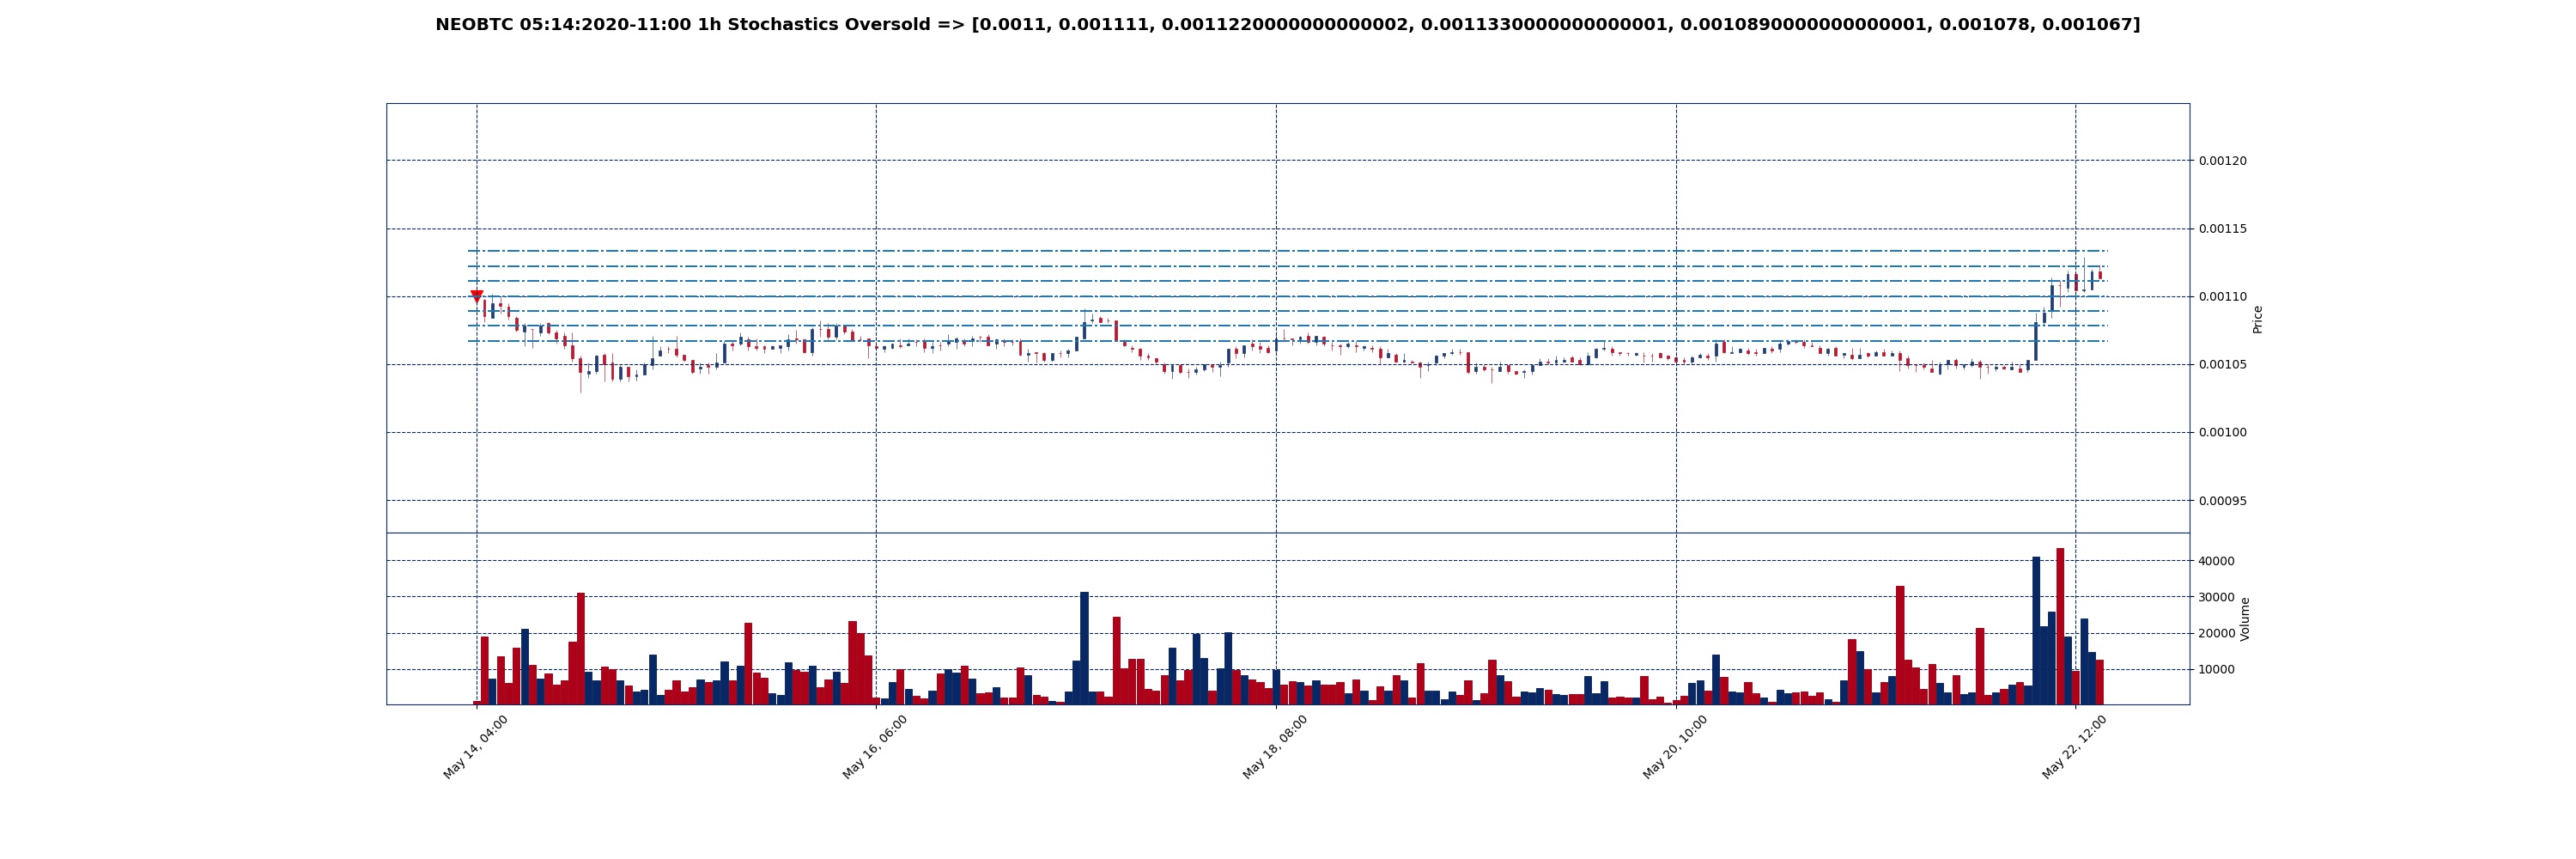 NEOBTC 05:14:2020-11:00 1h Stochastics Oversold => [0.0011, 0.001111, 0.0011220000000000002, 0.0011330000000000001, 0.0010890000000000001, 0.001078, 0.001067]
0.00120
0.00115
0.00110
Price
0.00105
0.00100
0.00095
40000
30000
Volume
20000
10000
May 14, 04:00
May 16, 06:00
May 18, 08:00
May 20, 10:00
May 22, 12:00